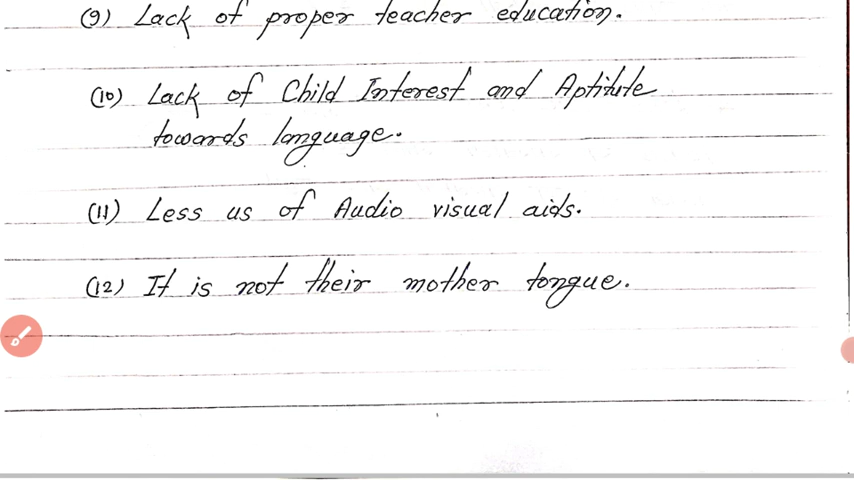 (9) Lack of proper teacher education.
(10) Lack of Child Interest and Aptitute
towards language.
(11) Less us of Audio visual aids.
(12) It is not their mother tongue.